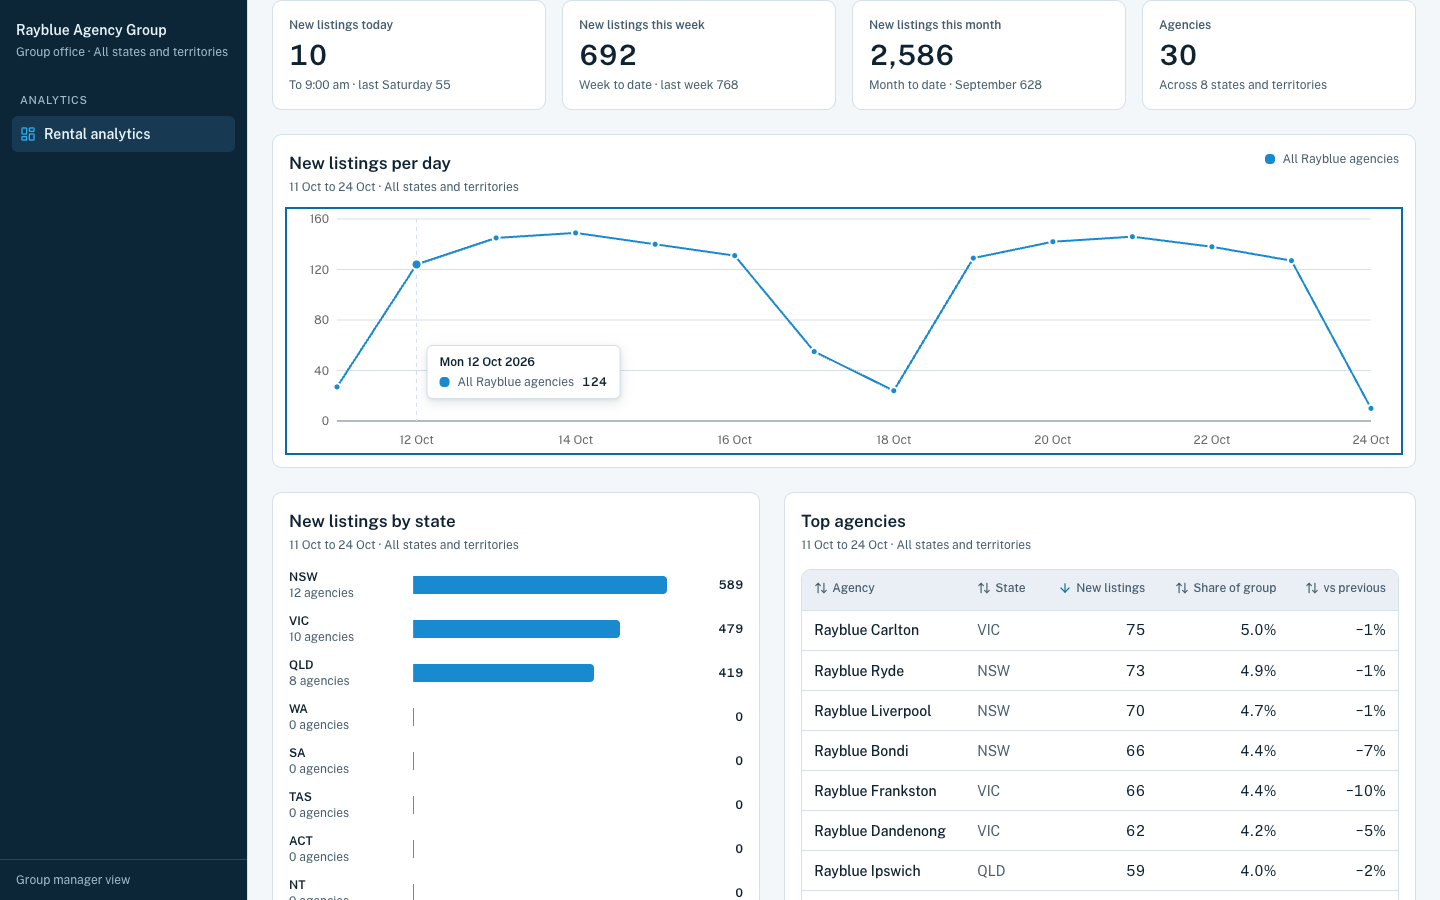 Rayblue Agency Group
Group office · All states and territories
ANALYTICS
Rental analytics
Group manager view
New listings today
10
To 9:00 am · last Saturday 55
New listings this week
692
Week to date · last week 768
New listings this month
2,586
Month to date · September 628
Agencies
30
Across 8 states and territories
New listings per day
11 Oct to 24 Oct · All states and territories
All Rayblue agencies
160
120
80
40
0
Mon 12 Oct 2026
All Rayblue agencies 124
12 Oct 14 Oct 16 Oct 18 Oct 20 Oct 22 Oct 24 Oct
New listings by state
11 Oct to 24 Oct · All states and territories
NSW
12 agencies
589
VIC
10 agencies
479
QLD
8 agencies
419
WA
0 agencies
0
SA
0 agencies
0
TAS
0 agencies
0
ACT
0 agencies
0
NT
0 agencies
0
Top agencies
11 Oct to 24 Oct · All states and territories
Agency State New listings Share of group vs previous
Rayblue Carlton VIC 75 5.0% −1%
Rayblue Ryde NSW 73 4.9% −1%
Rayblue Liverpool NSW 70 4.7% −1%
Rayblue Bondi NSW 66 4.4% −7%
Rayblue Frankston VIC 66 4.4% −10%
Rayblue Dandenong VIC 62 4.2% −5%
Rayblue Ipswich QLD 59 4.0% −2%